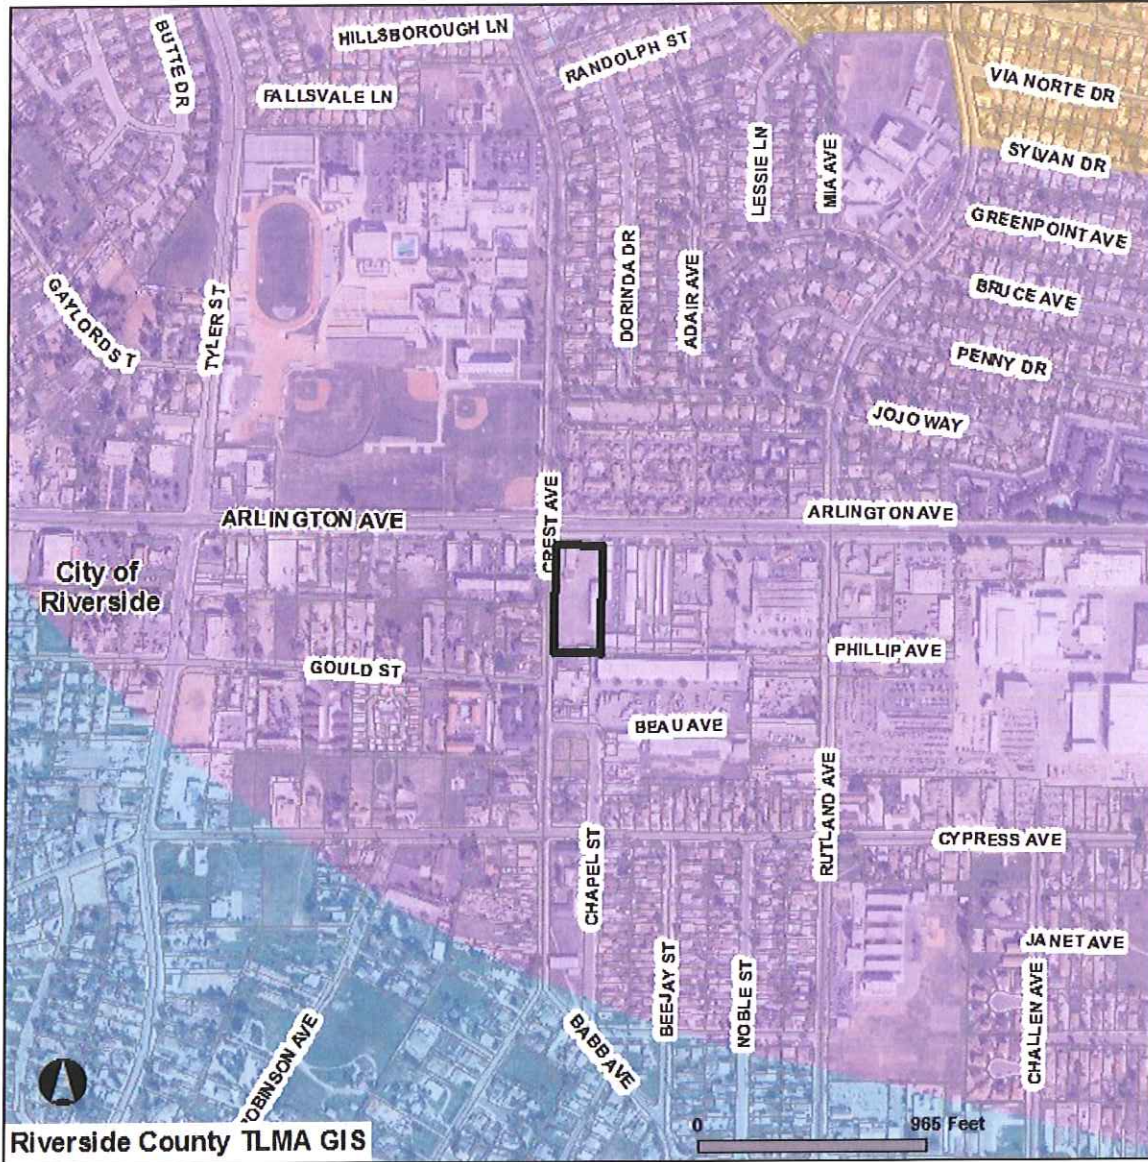 HILLSBOROUGH LN
BUTTE DR
RANDOLPH ST
FALLSVALE LN
VIA NORTE DR
LESSIE LN
MIA AVE
SYLVAN DR
GREENPOINT AVE
DORINDA DR
ADAIR AVE
BRUCE AVE
GAYLORD ST
TYLER ST
PENNY DR
JOJO WAY
CREST AVE
ARLINGTON AVE
ARLINGTON AVE
City of
Riverside
PHILLIP AVE
GOULD ST
BEAU AVE
RUTLAND AVE
CYPRESS AVE
CHAPEL ST
JANET AVE
BEEJAY ST
NOBLE ST
CHALLEN AVE
ROBINSON AVE
BABB AVE
0 965 Feet
Riverside County TLMA GIS